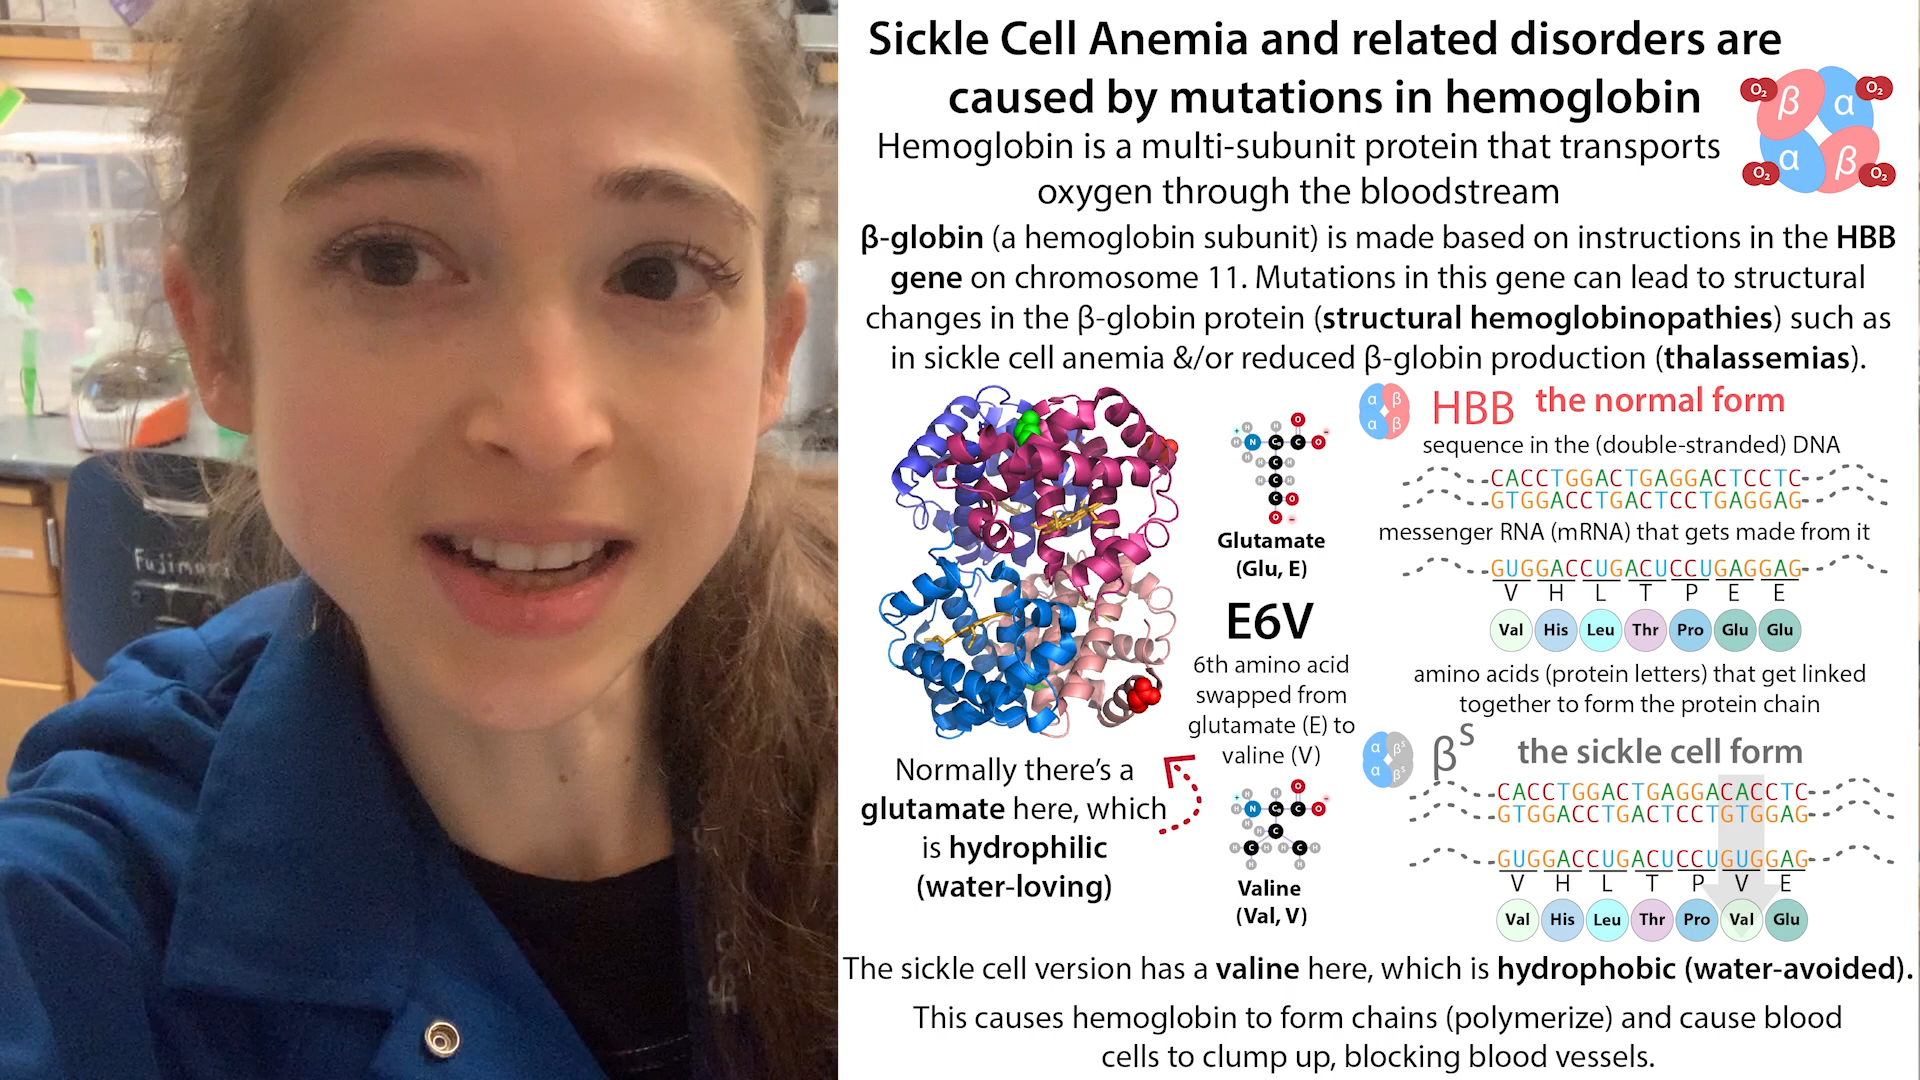 Sickle Cell Anemia and related disorders are
caused by mutations in hemoglobin
Hemoglobin is a multi-subunit protein that transports
oxygen through the bloodstream
O₂ β α O₂
O₂ α β O₂
β-globin (a hemoglobin subunit) is made based on instructions in the HBB
gene on chromosome 11. Mutations in this gene can lead to structural
changes in the β-globin protein (structural hemoglobinopathies) such as
in sickle cell anemia &/or reduced β-globin production (thalassemias).
Glutamate
(Glu, E)
E6V
6th amino acid
swapped from
glutamate (E) to
valine (V)
Valine
(Val, V)
Normally there's a
glutamate here, which
is hydrophilic
(water-loving)
α β
α β
HBB the normal form
sequence in the (double-stranded) DNA
CACCTGGACTGAGGACTCCTC
GTGGACCTGACTCCTGAGGAG
messenger RNA (mRNA) that gets made from it
GUGGACCUGACUCCUGAGGAG
V H L T P E E
Val His Leu Thr Pro Glu Glu
amino acids (protein letters) that get linked
together to form the protein chain
α βˢ
α βˢ
βˢ the sickle cell form
CACCTGGACTGAGGACACCTC
GTGGACCTGACTCCTGTGGAG
GUGGACCUGACUCCUGUGGAG
V H L T P V E
Val His Leu Thr Pro Val Glu
The sickle cell version has a valine here, which is hydrophobic (water-avoided).
This causes hemoglobin to form chains (polymerize) and cause blood
cells to clump up, blocking blood vessels.